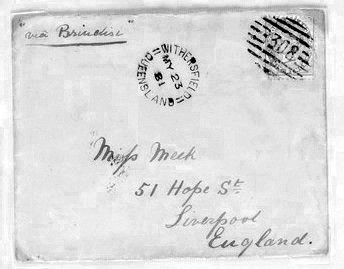 "via Brindisi"
WITHERSFIELD
MY 23
81
QUEENSLAND
308
Miss Meek
51 Hope St
Liverpool
England.